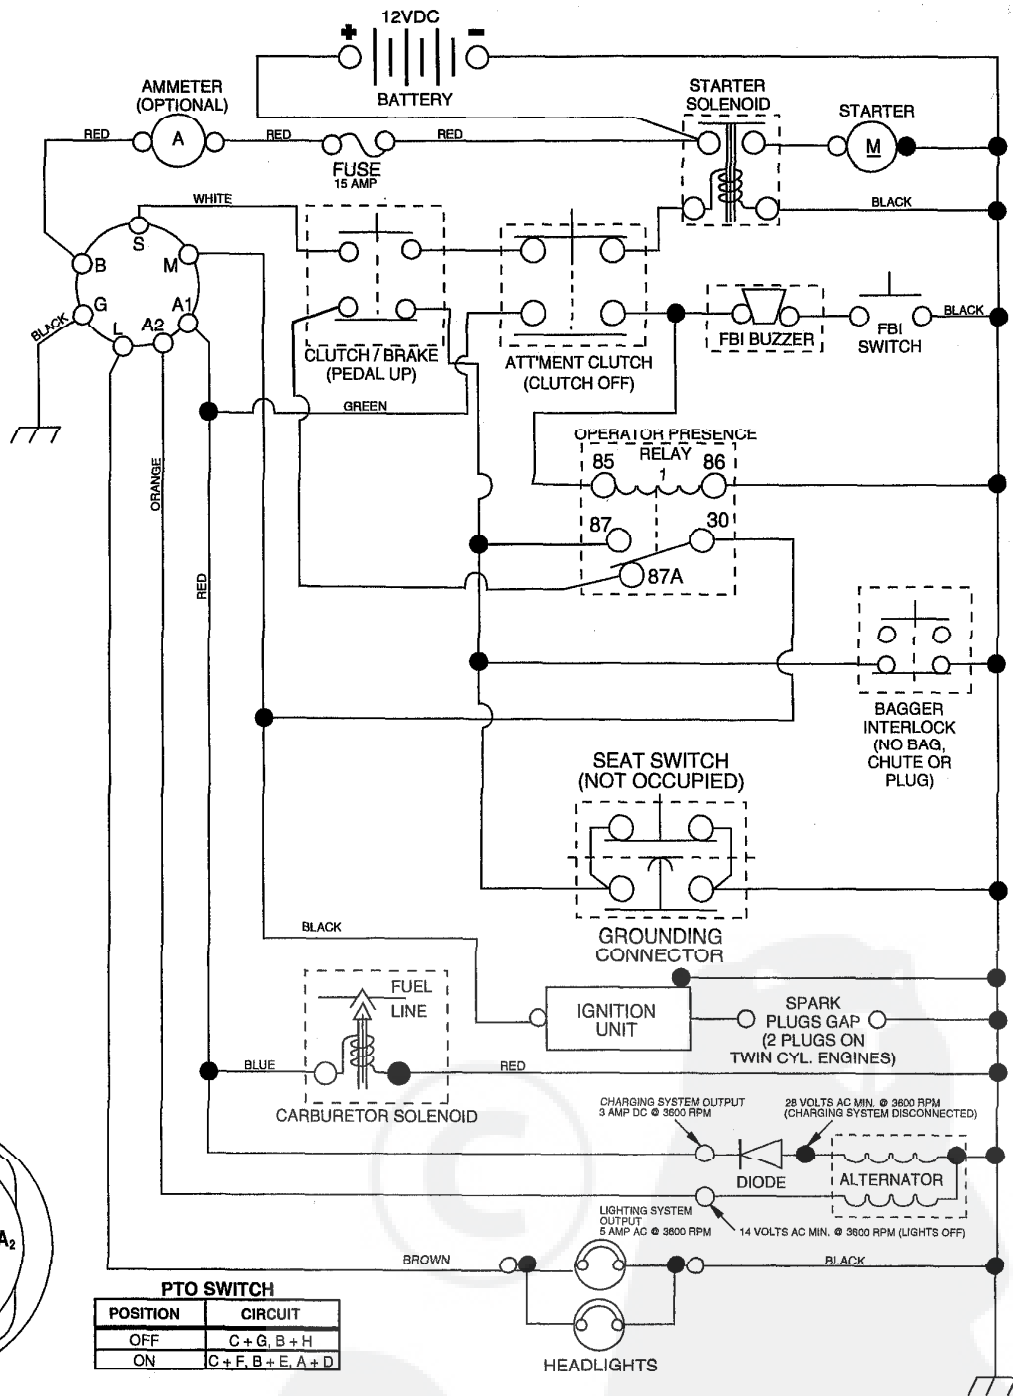 12VDC
+
-
BATTERY
AMMETER
(OPTIONAL)
STARTER
SOLENOID
STARTER
RED
A
RED
FUSE
15 AMP
RED
M
WHITE
BLACK
S
B
M
G
A1
L
A2
BLACK
CLUTCH / BRAKE
(PEDAL UP)
ATT'MENT CLUTCH
(CLUTCH OFF)
FBI BUZZER
FBI
SWITCH
BLACK
GREEN
OPERATOR PRESENCE
RELAY
1
85
86
87
30
87A
ORANGE
RED
BAGGER
INTERLOCK
(NO BAG,
CHUTE OR
PLUG)
SEAT SWITCH
(NOT OCCUPIED)
GROUNDING
CONNECTOR
BLACK
FUEL
LINE
IGNITION
UNIT
SPARK
PLUGS GAP
(2 PLUGS ON
TWIN CYL. ENGINES)
BLUE
RED
CARBURETOR SOLENOID
CHARGING SYSTEM OUTPUT
3 AMP DC @ 3600 RPM
28 VOLTS AC MIN. @ 3600 RPM
(CHARGING SYSTEM DISCONNECTED)
DIODE
ALTERNATOR
LIGHTING SYSTEM
OUTPUT
5 AMP AC @ 3600 RPM
14 VOLTS AC MIN. @ 3600 RPM (LIGHTS OFF)
A2
BROWN
BLACK
HEADLIGHTS
PTO SWITCH
POSITION CIRCUIT
OFF C + G, B + H
ON C + F, B + E, A + D
©